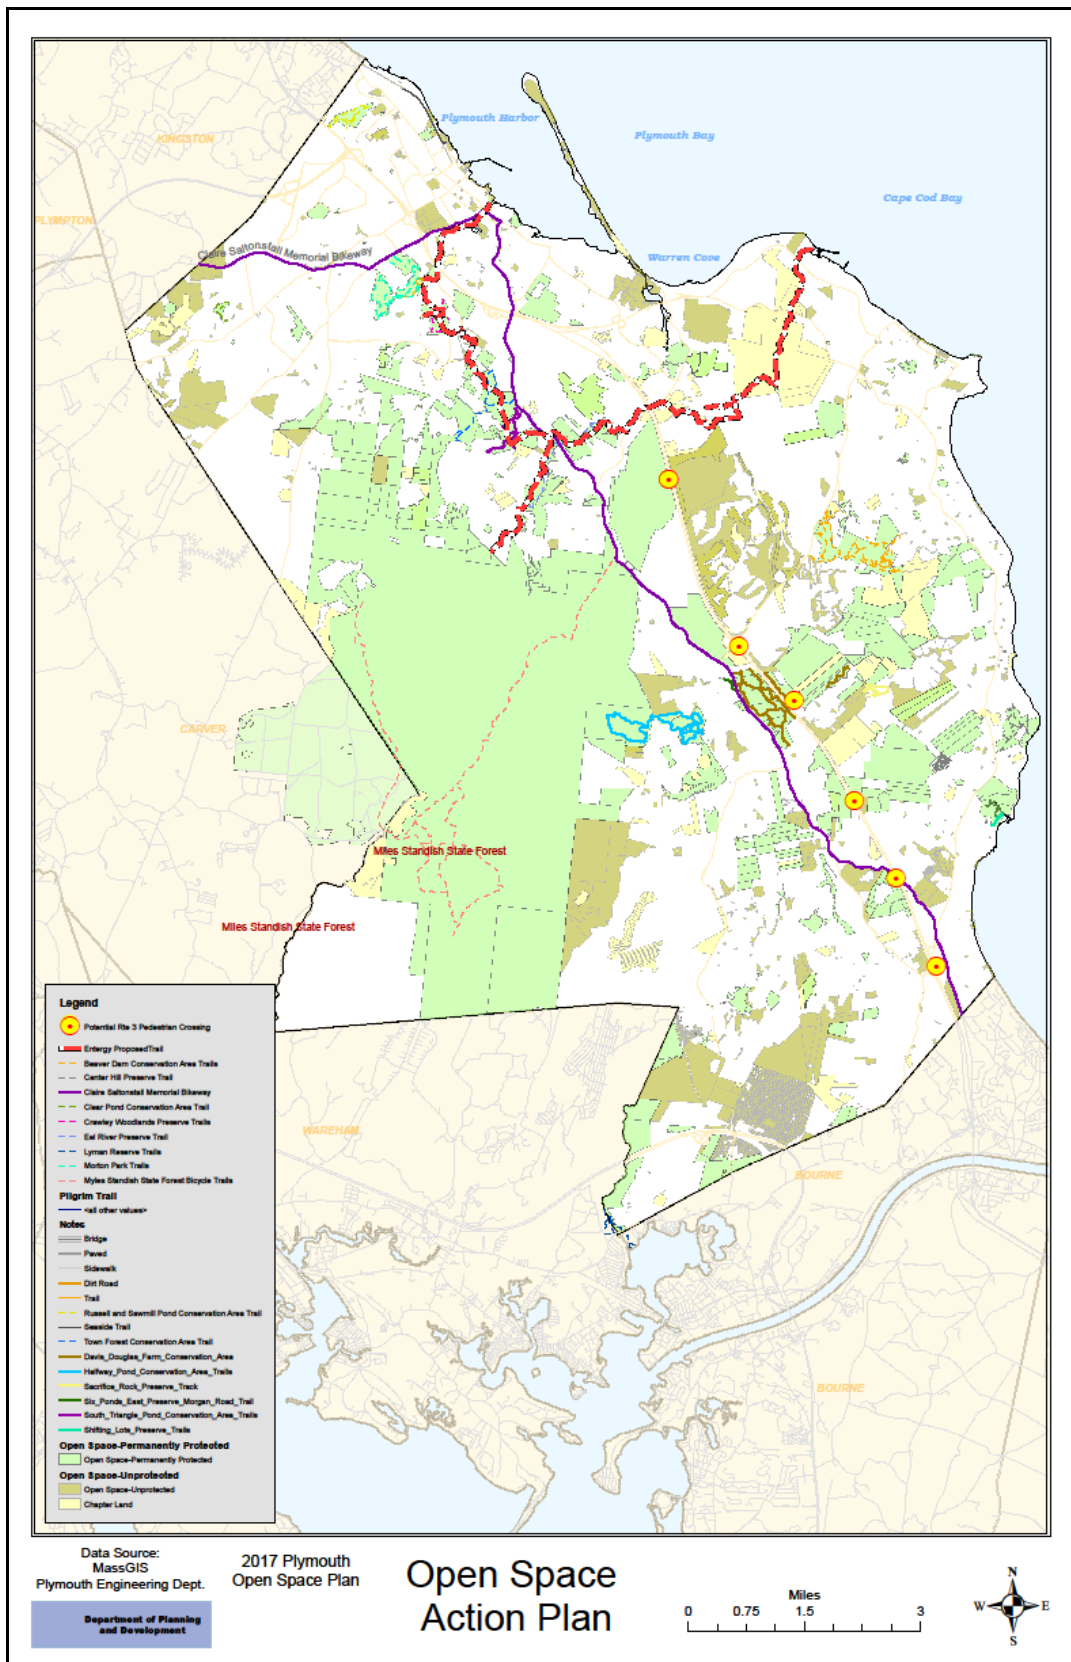 Plymouth Harbor
Plymouth Bay
KINGSTON
Cape Cod Bay
PLYMPTON
Claire Saltonstall Memorial Bikeway
Warren Cove
CARVER
Miles Standish State Forest
Miles Standish State Forest
WAREHAM
BOURNE
BOURNE
Legend
Potential Rte 3 Pedestrian Crossing
Entergy ProposedTrail
Beaver Dam Conservation Area Trails
Center Hill Preserve Trail
Claire Saltonstall Memorial Bikeway
Clear Pond Conservation Area Trail
Crawley Woodlands Preserve Trails
Eel River Preserve Trail
Lyman Reserve Trails
Morton Park Trails
Myles Standish State Forest Bicycle Trails
Pilgrim Trail
<all other values>
Notes
Bridge
Paved
Sidewalk
Dirt Road
Trail
Russell and Sawmill Pond Conservation Area Trail
Seaside Trail
Town Forest Conservation Area Trail
Davis_Douglas_Farm_Conservation_Area
Halfway_Pond_Conservation_Area_Trails
Sacrifice_Rock_Preserve_Track
Six_Ponds_East_Preserve_Morgan_Road_Trail
South_Triangle_Pond_Conservation_Area_Trails
Shifting_Lots_Preserve_Trails
Open Space-Permanently Protected
Open Space-Permanently Protected
Open Space-Unprotected
Open Space-Unprotected
Chapter Land
Data Source:
MassGIS
Plymouth Engineering Dept.
Department of Planning
and Development
2017 Plymouth
Open Space Plan
Open Space
Action Plan
Miles
0 0.75 1.5 3
N
W E
S